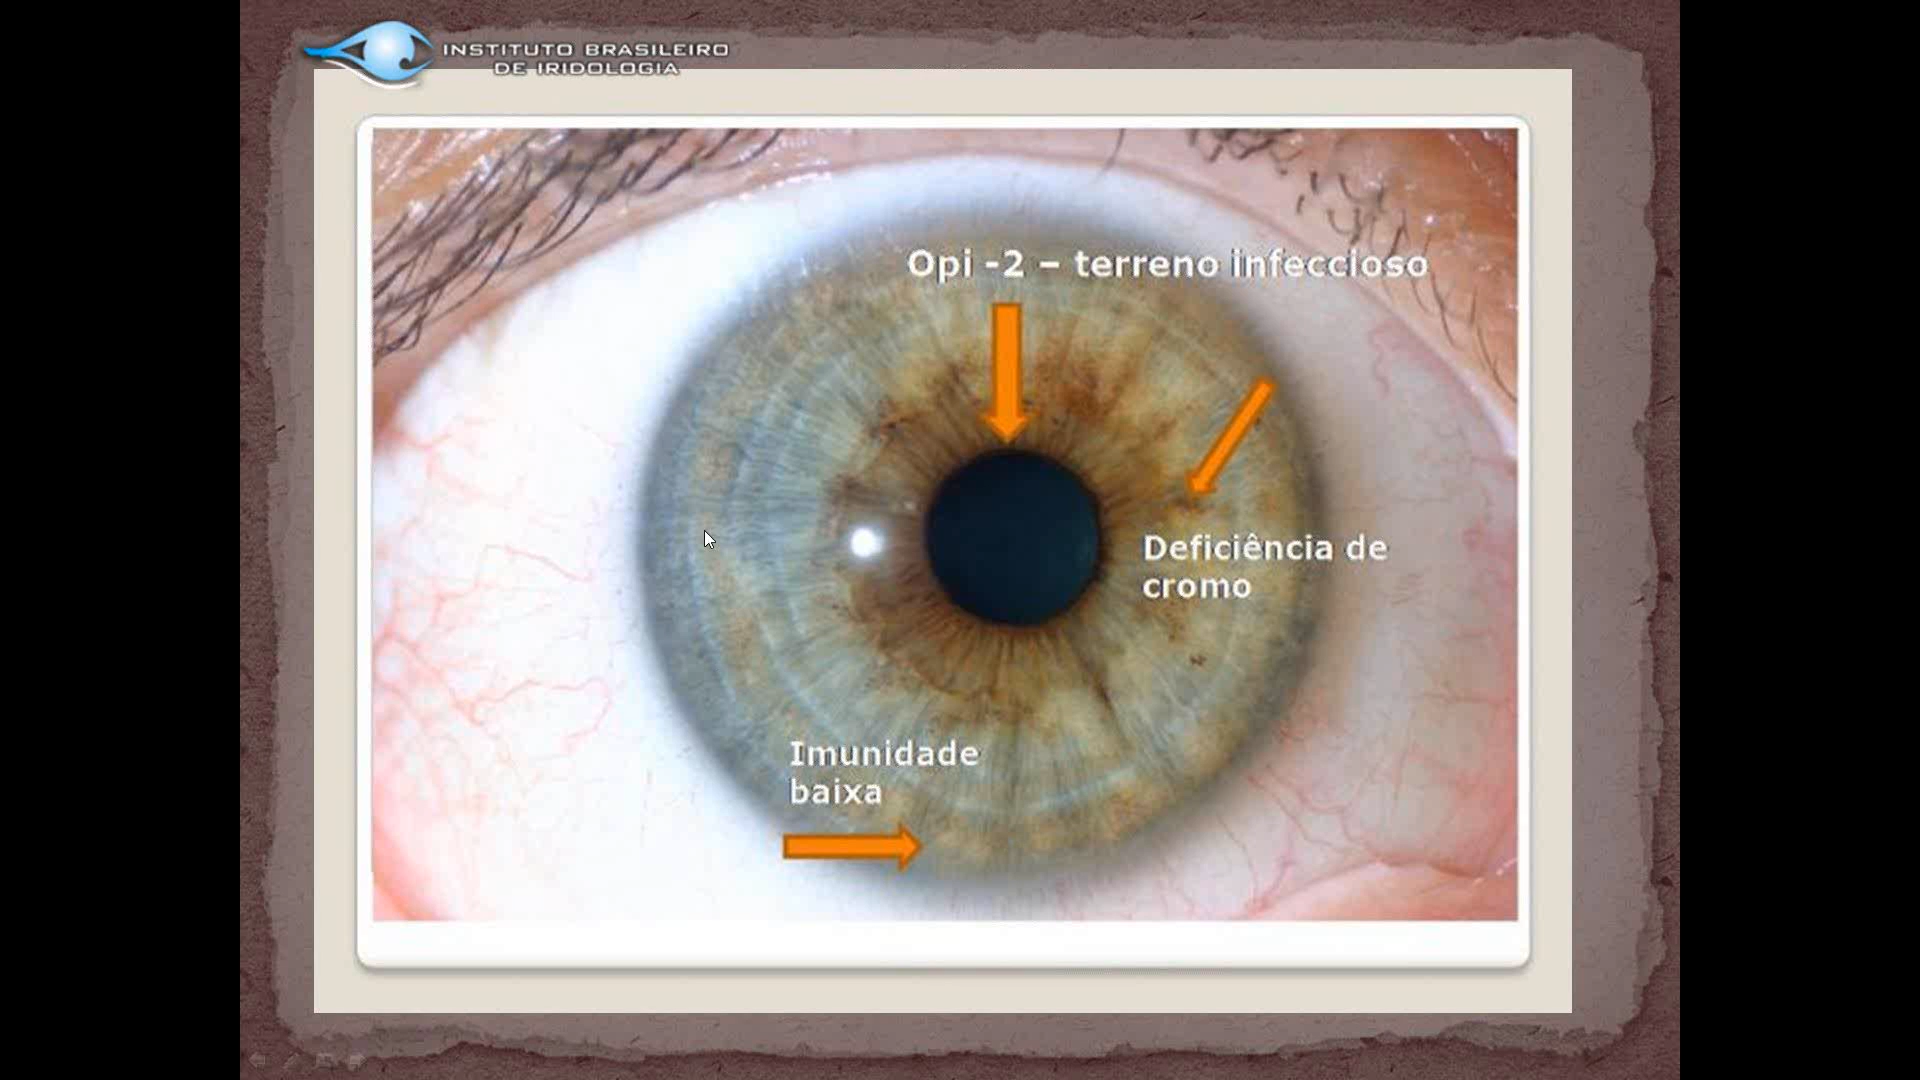 INSTITUTO BRASILEIRO
DE IRIDOLOGIA
Opi -2 – terreno infeccioso
Deficiência de
cromo
Imunidade
baixa